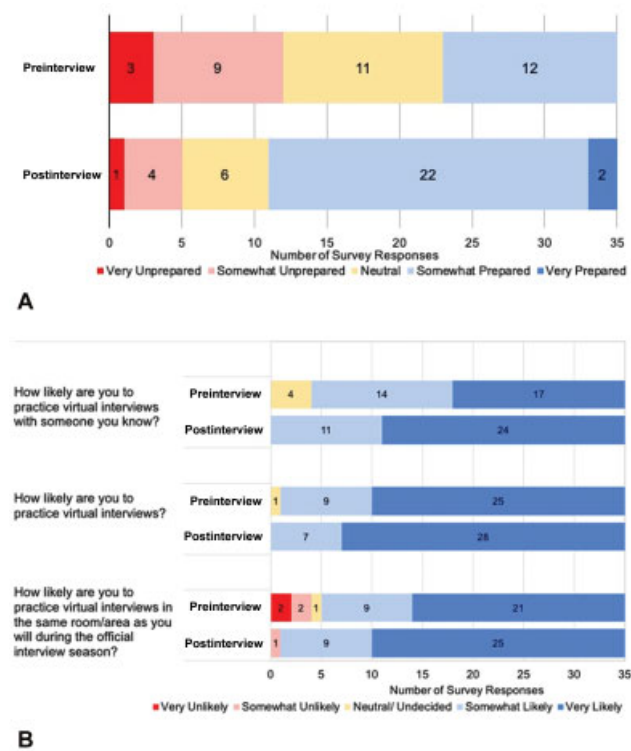 Preinterview
3 9 11 12
Postinterview
1 4 6 22 2
0 5 10 15 20 25 30 35
Number of Survey Responses
Very Unprepared Somewhat Unprepared Neutral Somewhat Prepared Very Prepared
A
How likely are you to
practice virtual interviews
with someone you know?
Preinterview
4 14 17
Postinterview
11 24
How likely are you to
practice virtual interviews?
Preinterview
1 9 25
Postinterview
7 28
How likely are you to
practice virtual interviews in
the same room/area as you
will during the official
interview season?
Preinterview
2 2 1 9 21
Postinterview
1 9 25
0 5 10 15 20 25 30 35
Number of Survey Responses
Very Unlikely Somewhat Unlikely Neutral/ Undecided Somewhat Likely Very Likely
B